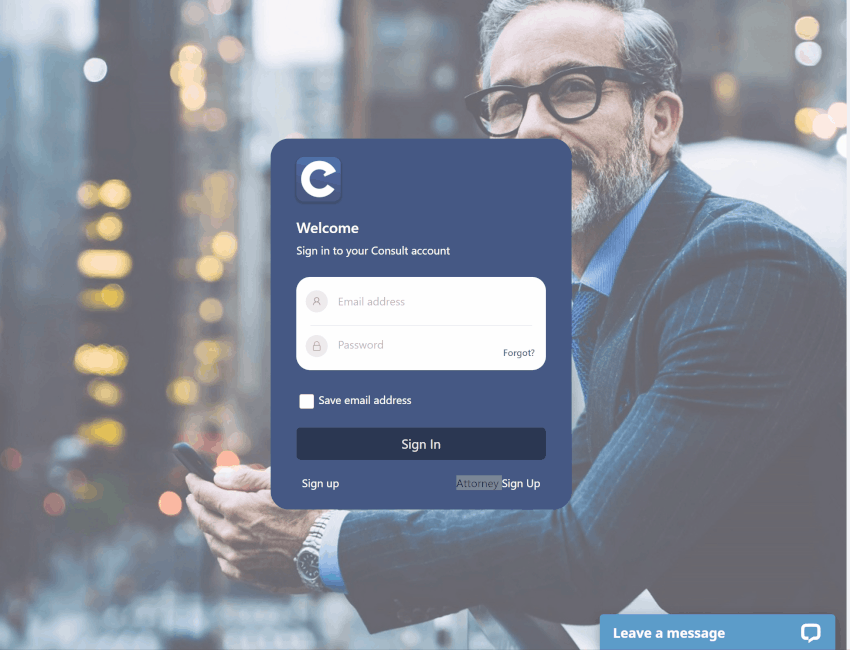 C
Welcome
Sign in to your Consult account
Email address
Password
Forgot?
Save email address
Sign In
Sign up
Attorney Sign Up
Leave a message